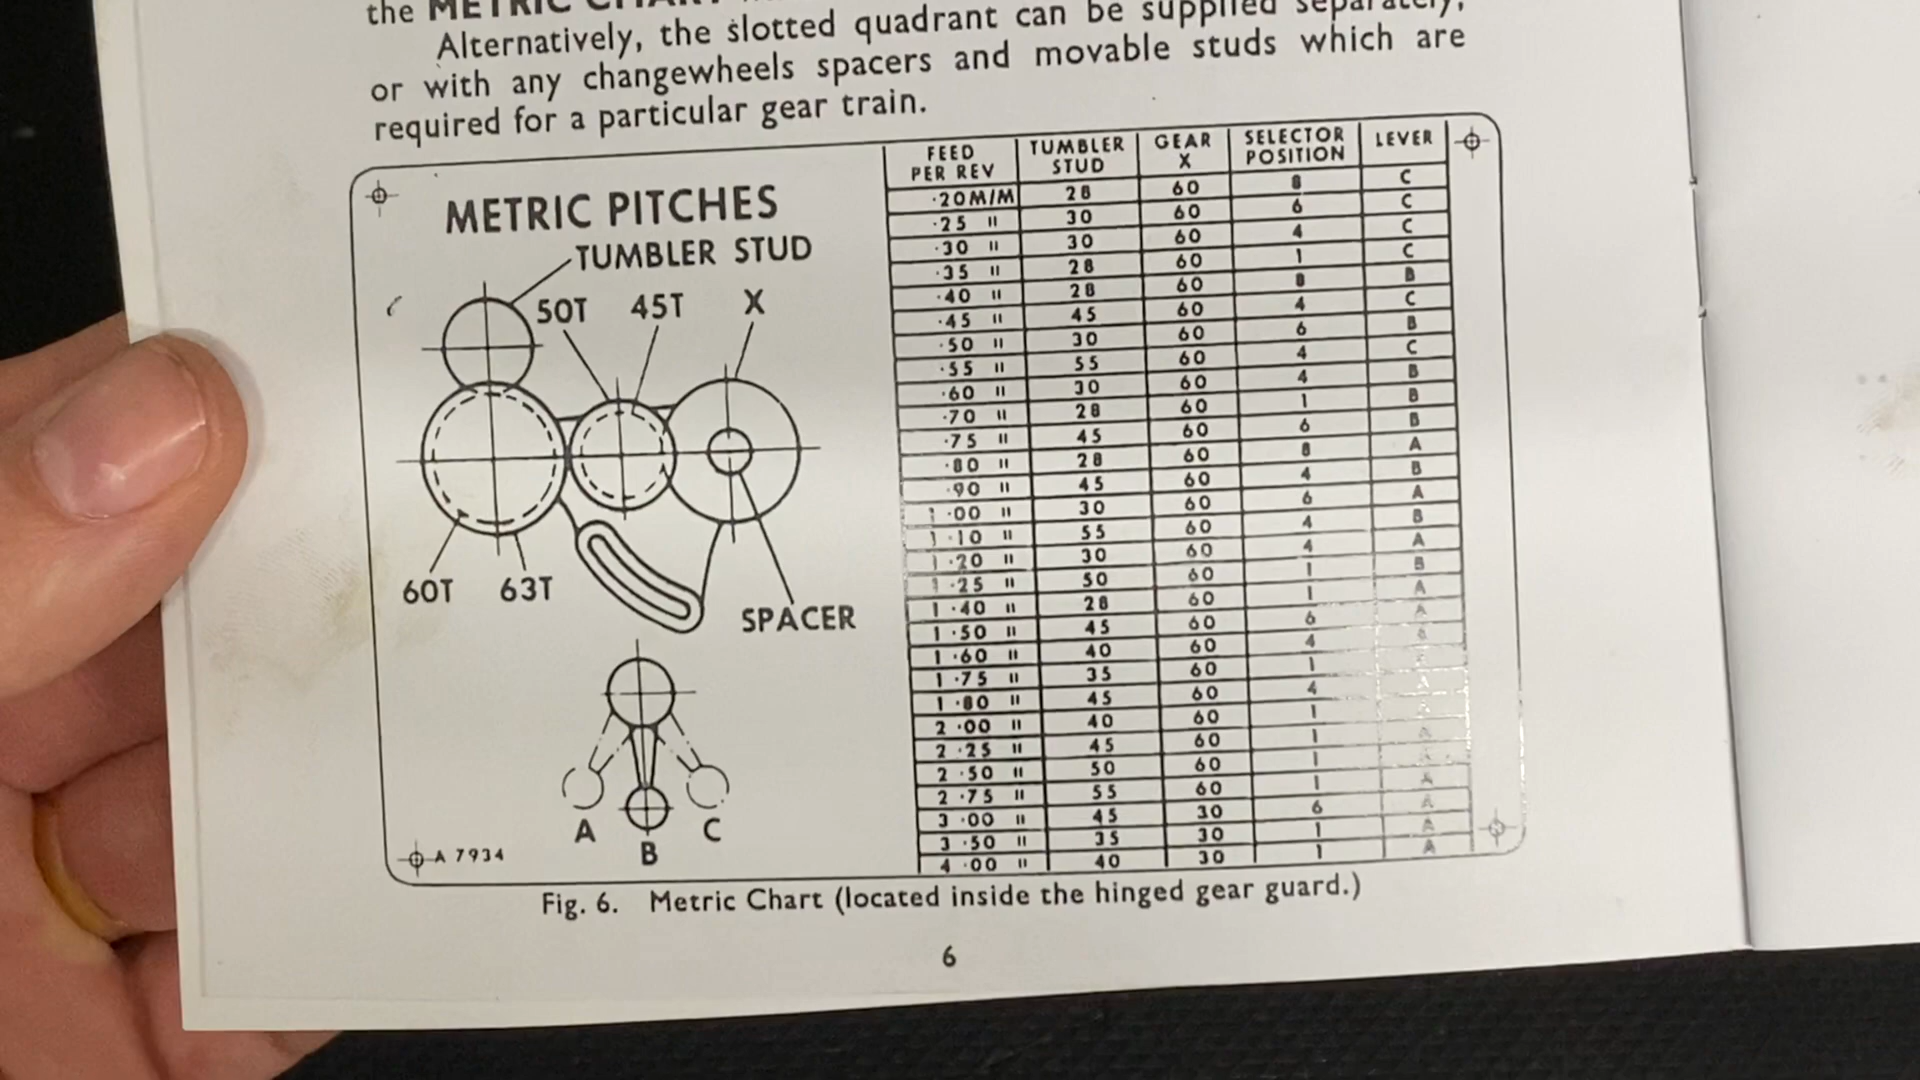 the METRIC CHART
Alternatively, the slotted quadrant can be supplied separately,
or with any changewheels spacers and movable studs which are
required for a particular gear train.
METRIC PITCHES
TUMBLER STUD
50T 45T X
60T 63T
SPACER
A B C
A 7934
FEED PER REV TUMBLER STUD GEAR X SELECTOR POSITION LEVER
·20 M/M 28 60 8 C
·25 " 30 60 6 C
·30 " 30 60 4 C
·35 " 28 60 1 C
·40 " 28 60 8 B
·45 " 45 60 4 C
·50 " 30 60 6 B
·55 " 55 60 4 C
·60 " 30 60 4 B
·70 " 28 60 1 B
·75 " 45 60 6 B
·80 " 28 60 8 A
·90 " 45 60 4 B
1·00 " 30 60 6 A
1·10 " 55 60 4 B
1·20 " 30 60 4 A
1·25 " 50 60 1 B
1·40 " 28 60 1 A
1·50 " 45 60 6 A
1·60 " 40 60 4
1·75 " 35 60 1
1·80 " 45 60 4
2·00 " 40 60 1
2·25 " 45 60 1 A
2·50 " 50 60 1
2·75 " 55 60 1 A
3·00 " 45 30 6 A
3·50 " 35 30 1 A
4·00 " 40 30 1 A
Fig. 6. Metric Chart (located inside the hinged gear guard.)
6